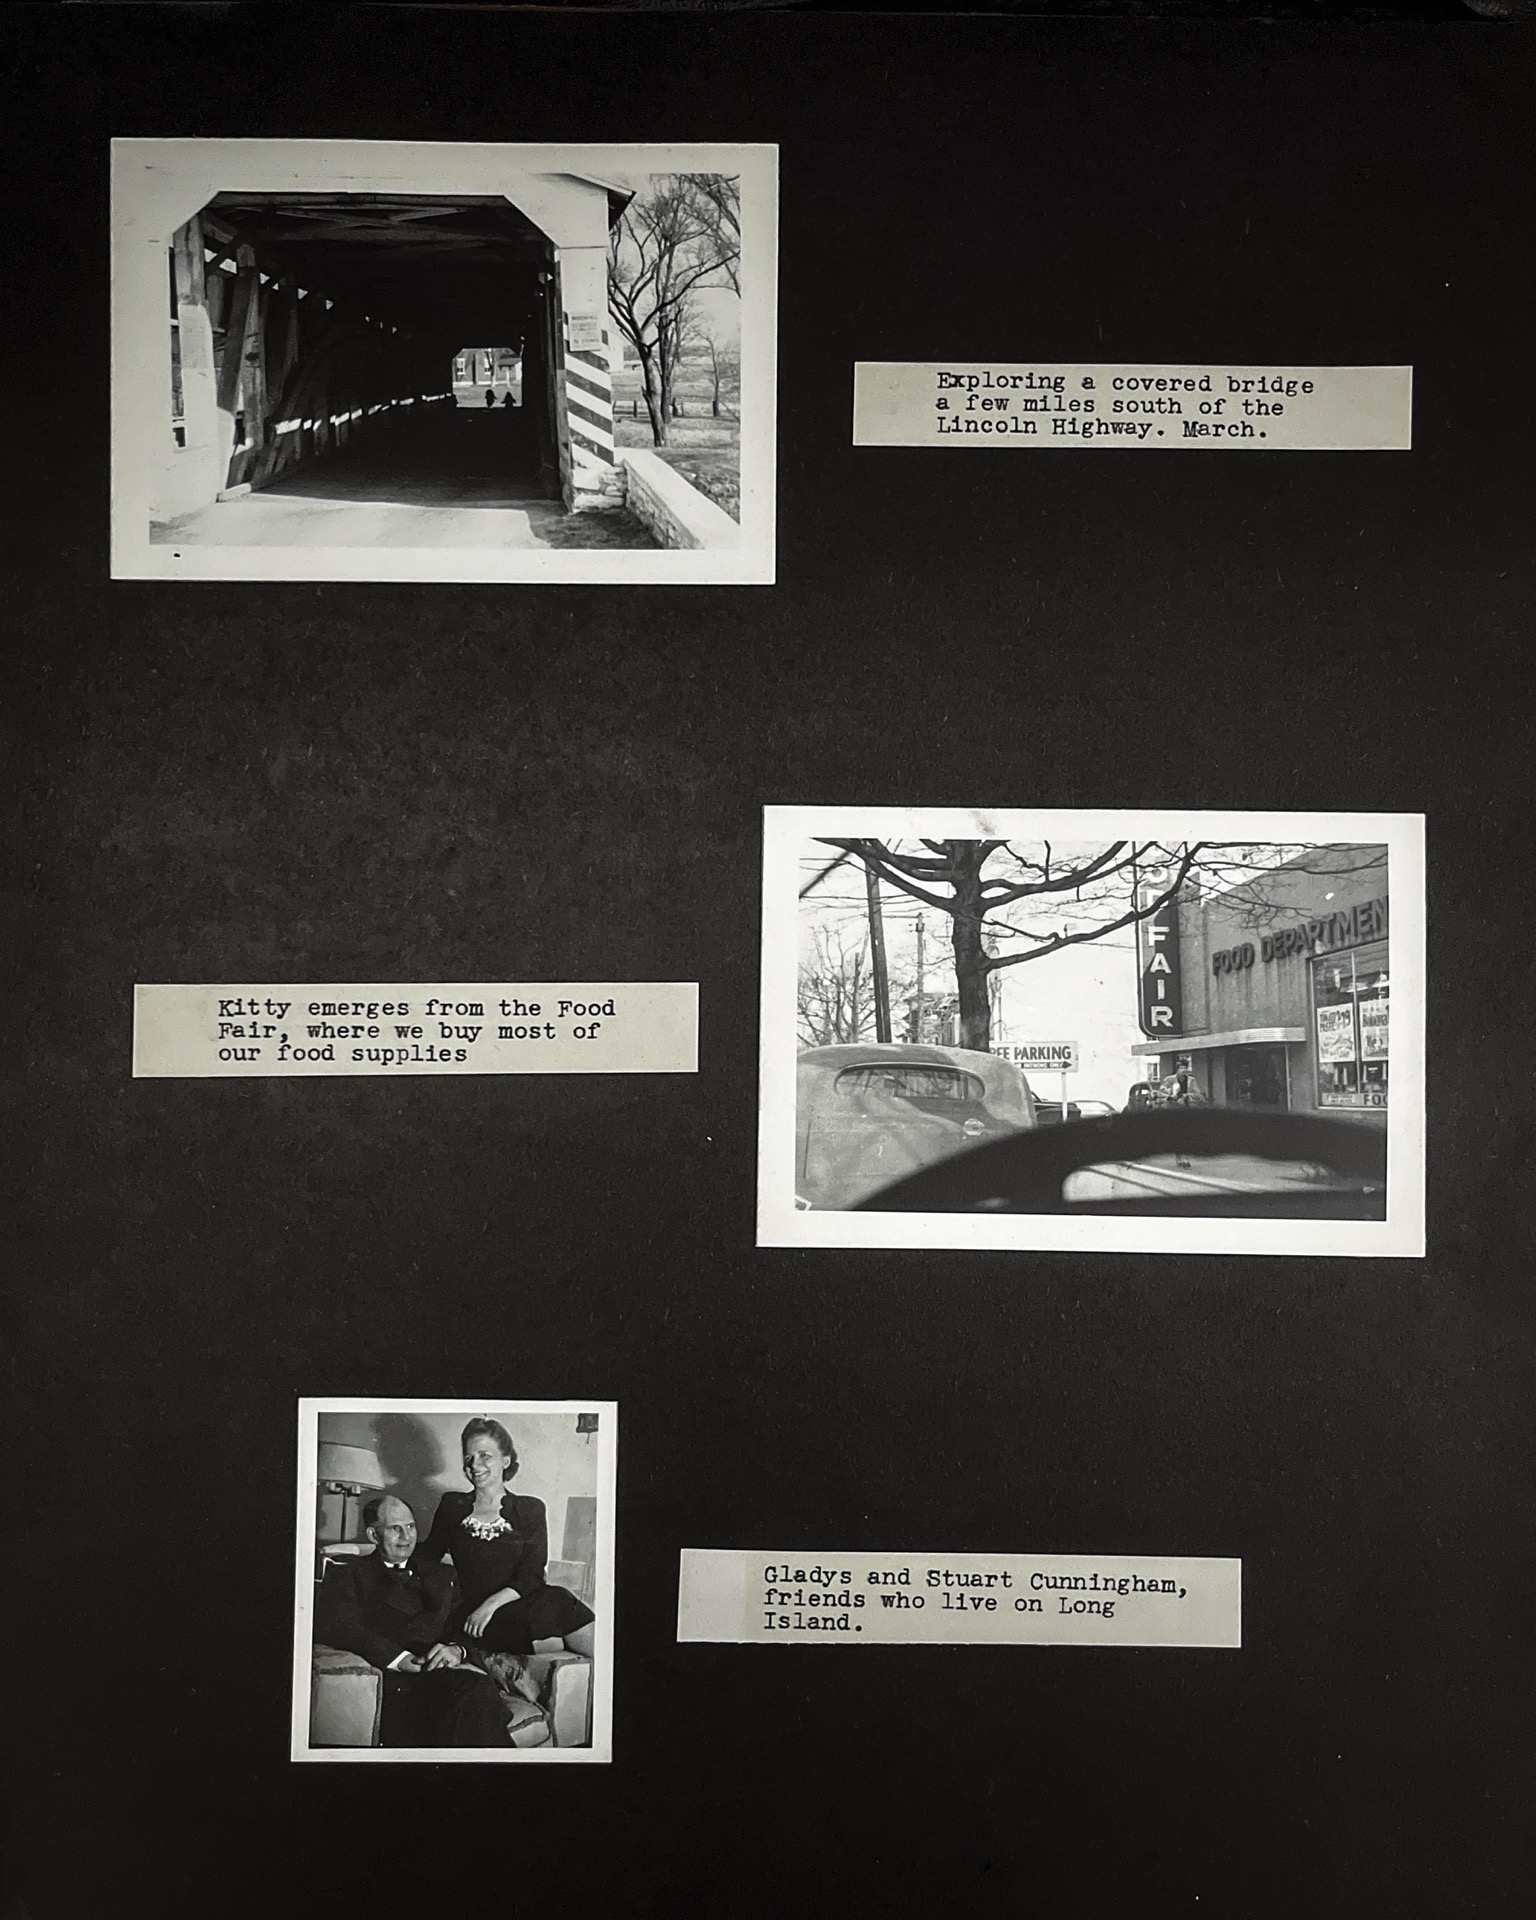 Exploring a covered bridge
a few miles south of the
Lincoln Highway. March.
FAIR
FOOD DEPARTMEN
PARKING
PATRONS ONLY
FOO
Kitty emerges from the Food
Fair, where we buy most of
our food supplies
Gladys and Stuart Cunningham,
friends who live on Long
Island.